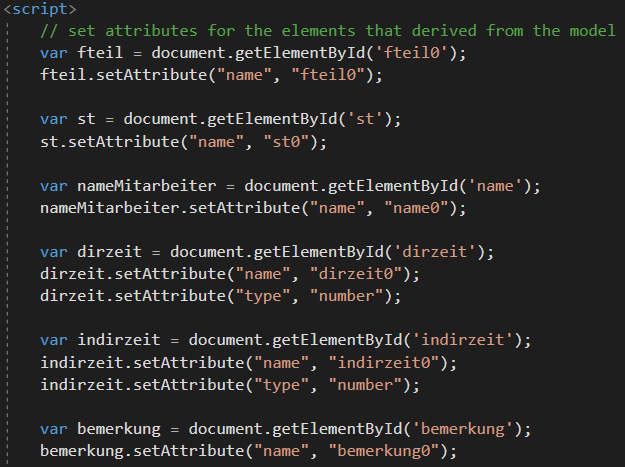 <script>
// set attributes for the elements that derived from the model
var fteil = document.getElementById('fteil0');
fteil.setAttribute("name", "fteil0");
var st = document.getElementById('st');
st.setAttribute("name", "st0");
var nameMitarbeiter = document.getElementById('name');
nameMitarbeiter.setAttribute("name", "name0");
var dirzeit = document.getElementById('dirzeit');
dirzeit.setAttribute("name", "dirzeit0");
dirzeit.setAttribute("type", "number");
var indirzeit = document.getElementById('indirzeit');
indirzeit.setAttribute("name", "indirzeit0");
indirzeit.setAttribute("type", "number");
var bemerkung = document.getElementById('bemerkung');
bemerkung.setAttribute("name", "bemerkung0");